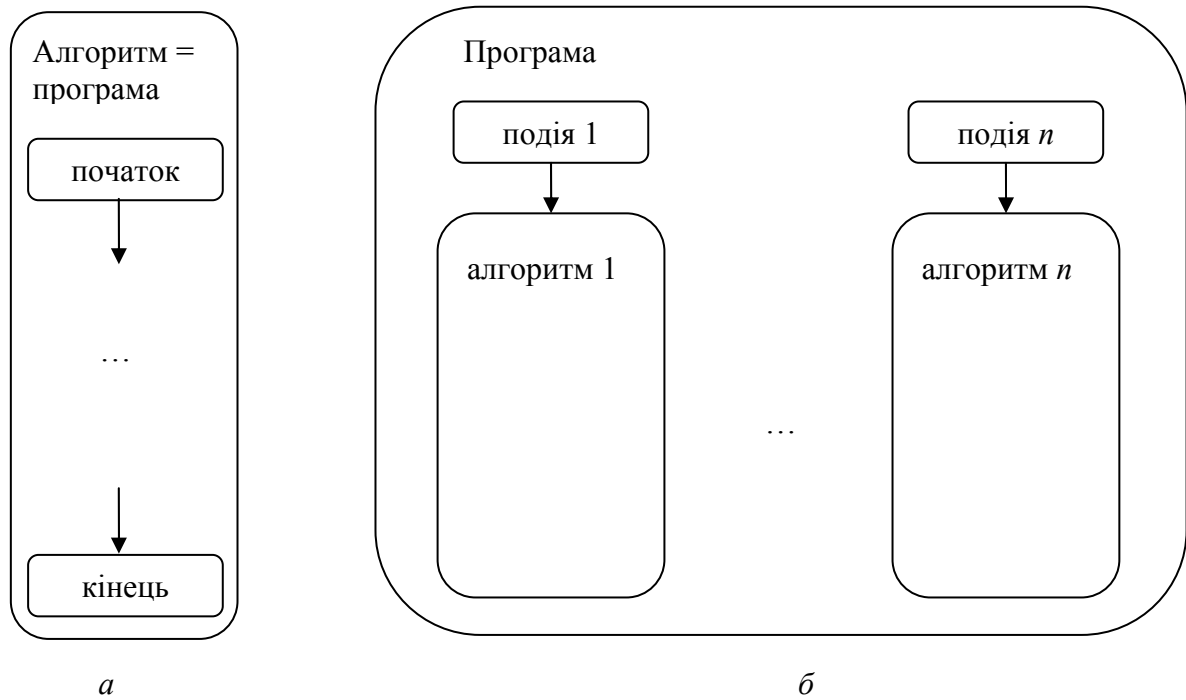 Алгоритм =
програма
початок
…
кінець
а
Програма
подія 1
подія n
алгоритм 1
алгоритм n
…
б